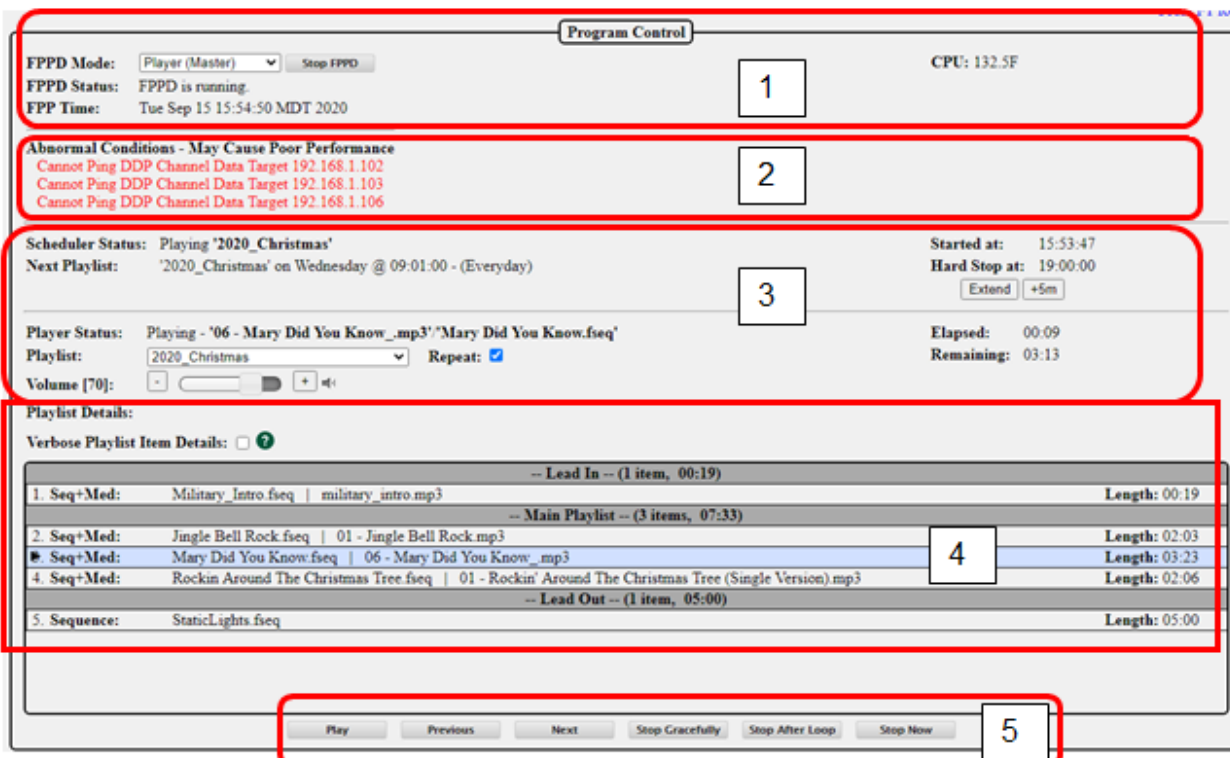 Program Control
FPPD Mode: Player (Master) Stop FPPD CPU: 132.5F
FPPD Status: FPPD is running.
FPP Time: Tue Sep 15 15:54:50 MDT 2020
1
Abnormal Conditions - May Cause Poor Performance
Cannot Ping DDP Channel Data Target 192.168.1.102
Cannot Ping DDP Channel Data Target 192.168.1.103
Cannot Ping DDP Channel Data Target 192.168.1.106
2
Scheduler Status: Playing '2020_Christmas' Started at: 15:53:47
Next Playlist: '2020_Christmas' on Wednesday @ 09:01:00 - (Everyday) Hard Stop at: 19:00:00
Extend +5m
3
Player Status: Playing - '06 - Mary Did You Know_.mp3'/'Mary Did You Know.fseq' Elapsed: 00:09
Playlist: 2020_Christmas Repeat: Remaining: 03:13
Volume [70]: - +
Playlist Details:
Verbose Playlist Item Details: ?
-- Lead In -- (1 item, 00:19)
1. Seq+Med: Military_Intro.fseq | military_intro.mp3 Length: 00:19
-- Main Playlist -- (3 items, 07:33)
2. Seq+Med: Jingle Bell Rock.fseq | 01 - Jingle Bell Rock.mp3 Length: 02:03
Seq+Med: Mary Did You Know.fseq | 06 - Mary Did You Know_.mp3 Length: 03:23
4. Seq+Med: Rockin Around The Christmas Tree.fseq | 01 - Rockin' Around The Christmas Tree (Single Version).mp3 Length: 02:06
4
-- Lead Out -- (1 item, 05:00)
5. Sequence: StaticLights.fseq Length: 05:00
Play Previous Next Stop Gracefully Stop After Loop Stop Now
5